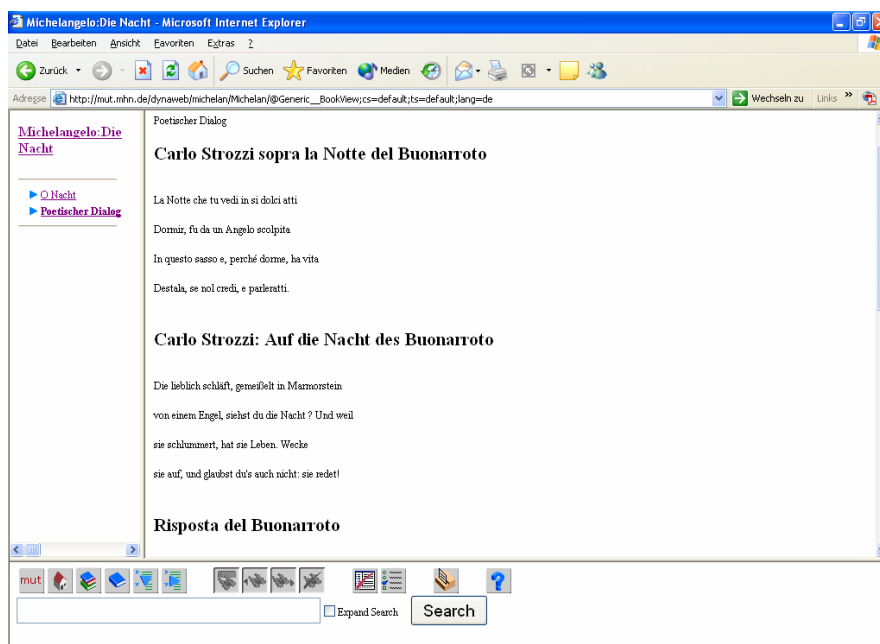 Michelangelo:Die Nacht - Microsoft Internet Explorer
Datei Bearbeiten Ansicht Favoriten Extras ?
Zurück Suchen Favoriten Medien
Adresse http://mut.mhn.de/dynaweb/michelan/Michelan/@Generic__BookView;cs=default;ts=default;lang=de Wechseln zu Links »
Michelangelo:Die
Nacht
O Nacht
Poetischer Dialog
Poetischer Dialog
Carlo Strozzi sopra la Notte del Buonarroto
La Notte che tu vedi in si dolci atti
Dormir, fu da un Angelo scolpita
In questo sasso e, perché dorme, ha vita
Destala, se nol credi, e parleratti.
Carlo Strozzi: Auf die Nacht des Buonarroto
Die lieblich schläft, gemeißelt in Marmorstein
von einem Engel, siehst du die Nacht ? Und weil
sie schlummert, hat sie Leben. Wecke
sie auf, und glaubst du's auch nicht: sie redet!
Risposta del Buonarroto
mut ?
Expand Search Search